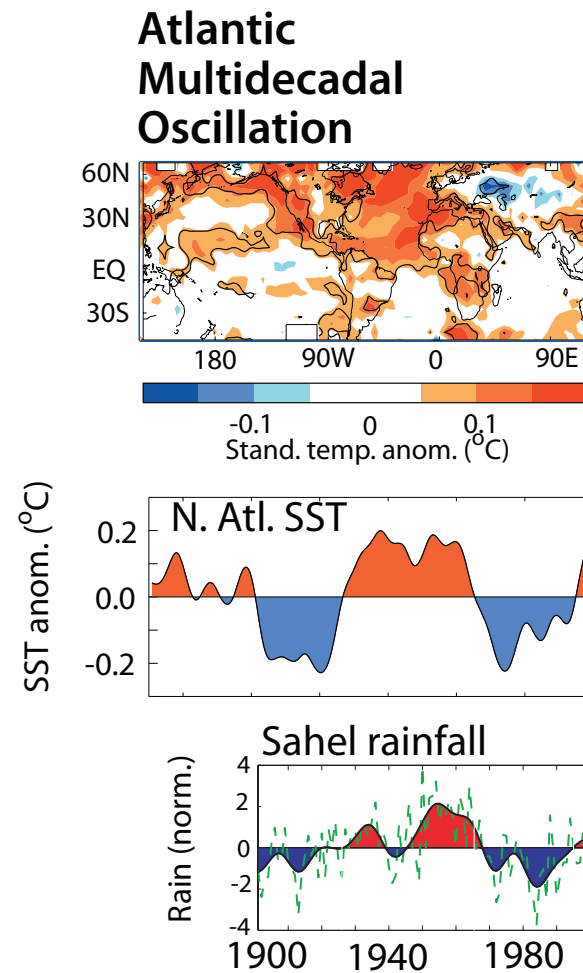 Atlantic
Multidecadal
Oscillation
60N
30N
EQ
30S
180 90W 0 90E
-0.1 0 0.1
Stand. temp. anom. (°C)
N. Atl. SST
SST anom. (°C)
0.2
0.0
-0.2
Sahel rainfall
Rain (norm.)
4
2
0
-2
-4
1900 1940 1980